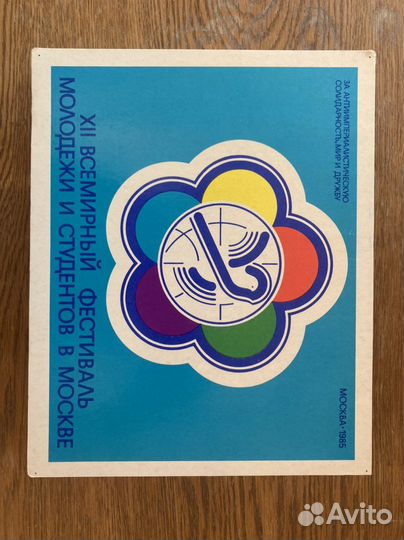 ЗА АНТИИМПЕРИАЛИСТИЧЕСКУЮ
СОЛИДАРНОСТЬ, МИР И ДРУЖБУ
МОСКВА·1985
XII ВСЕМИРНЫЙ ФЕСТИВАЛЬ
МОЛОДЕЖИ И СТУДЕНТОВ В МОСКВЕ
Avito